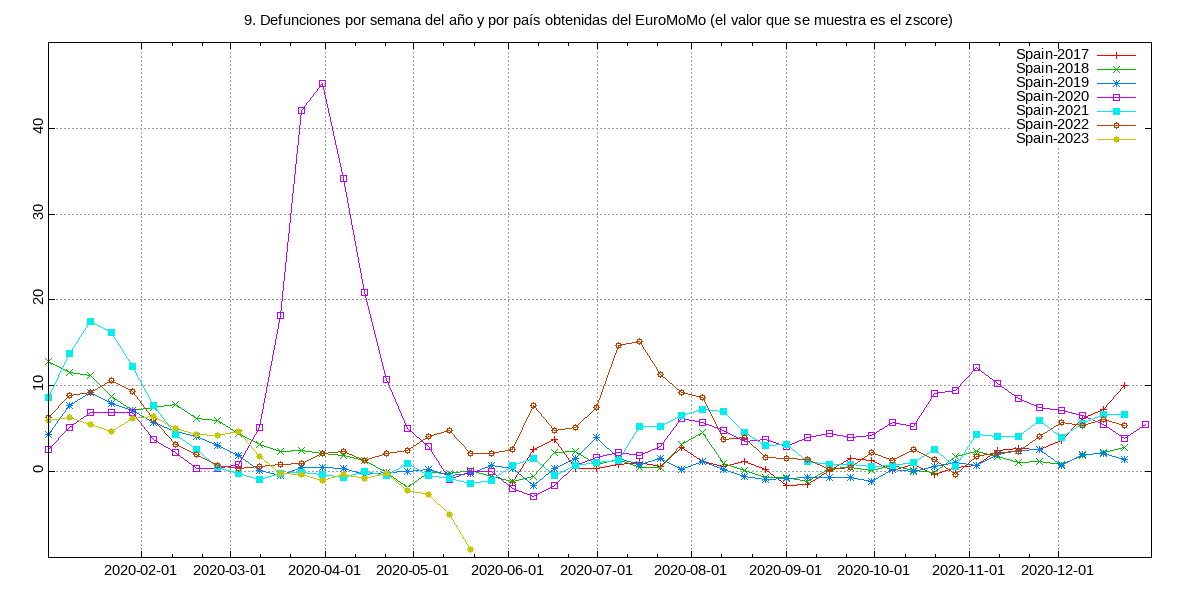 9. Defunciones por semana del año y por país obtenidas del EuroMoMo (el valor que se muestra es el zscore)
Spain-2017
Spain-2018
Spain-2019
Spain-2020
Spain-2021
Spain-2022
Spain-2023
40
30
20
10
0
2020-02-01 2020-03-01 2020-04-01 2020-05-01 2020-06-01 2020-07-01 2020-08-01 2020-09-01 2020-10-01 2020-11-01 2020-12-01